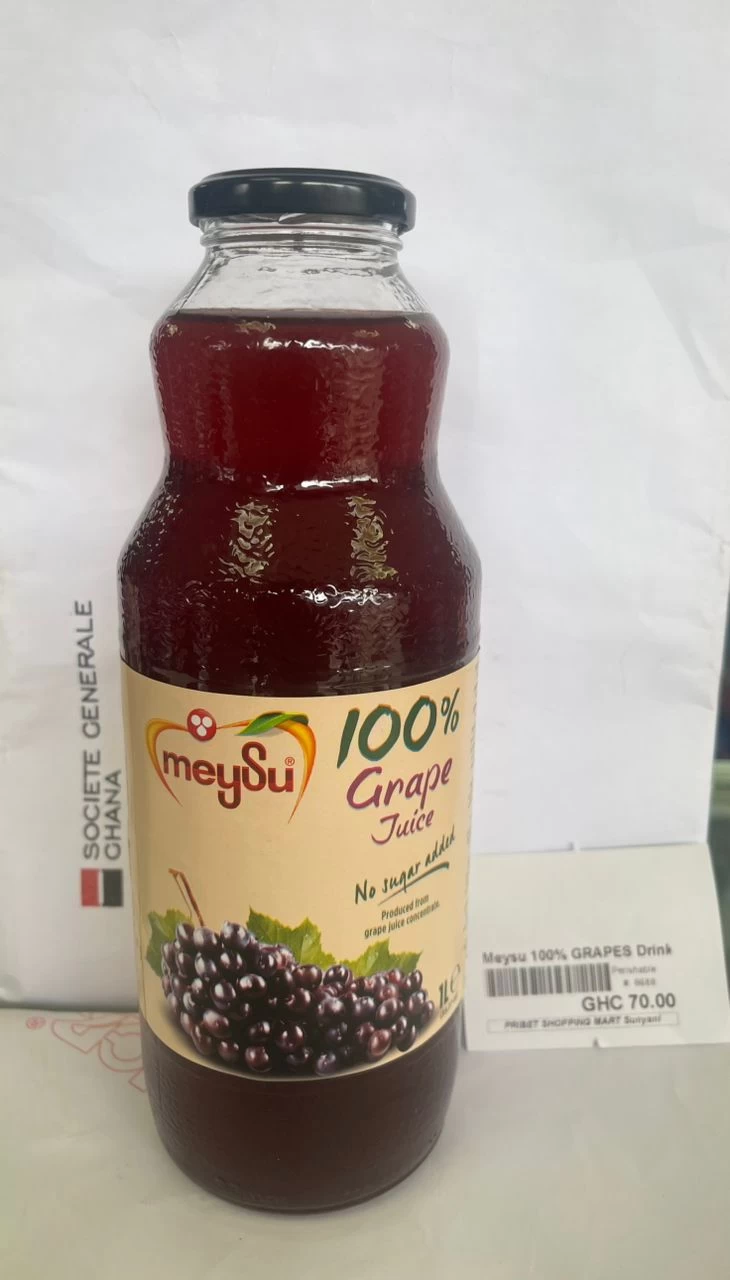 SOCIETE GENERALE
GHANA
meySu®
100%
Grape
Juice
No sugar added
Produced from
grape juice concentrate.
1L ℮
Meysu 100% GRAPES Drink
Perishable
GHC 70.00
SHOPPING MART Sunyani